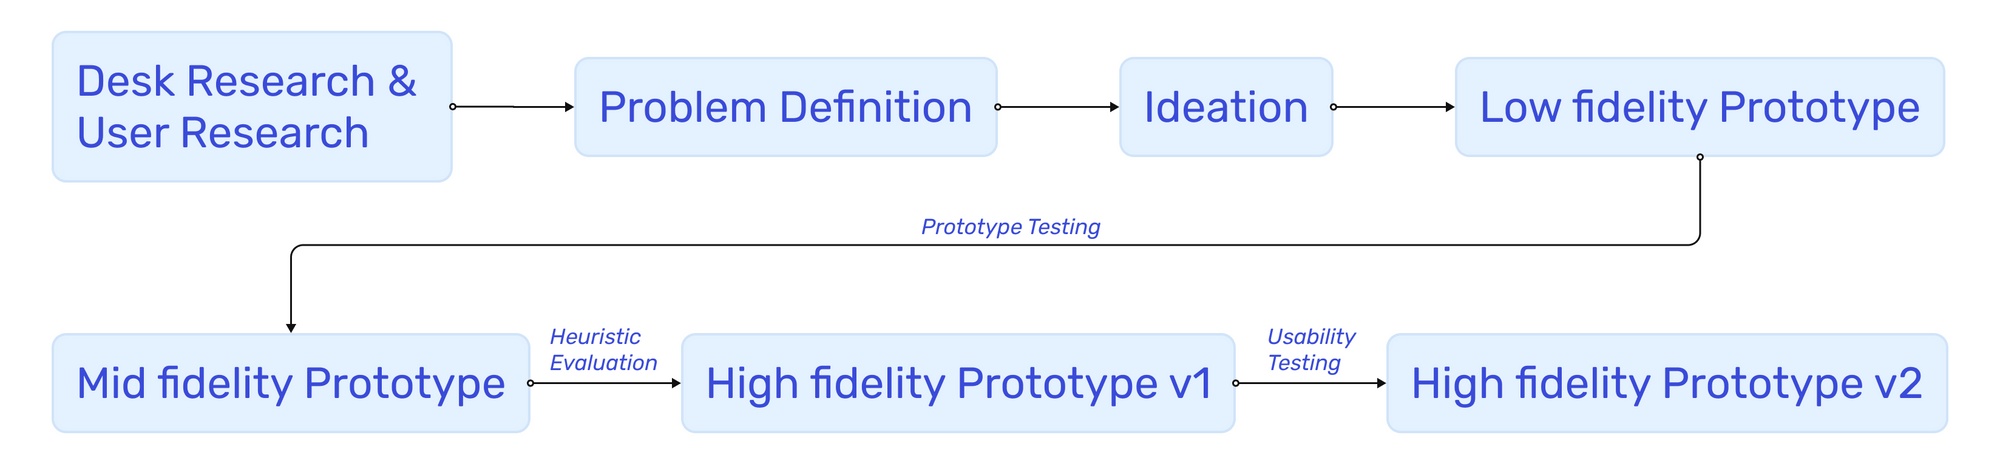 Desk Research &
User Research
Problem Definition
Ideation
Low fidelity Prototype
Prototype Testing
Mid fidelity Prototype
Heuristic
Evaluation
High fidelity Prototype v1
Usability
Testing
High fidelity Prototype v2